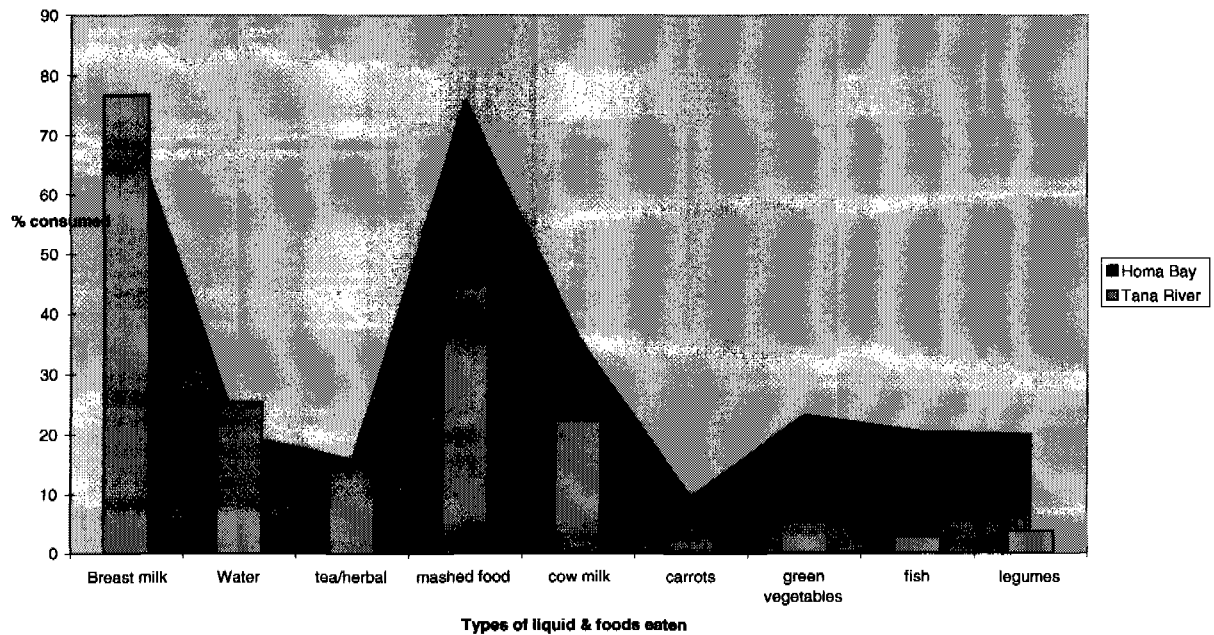 90
80
70
60
% consumed
50
40
30
20
10
0
Breast milk
Water
tea/herbal
mashed food
cow milk
carrots
green
vegetables
fish
legumes
Types of liquid & foods eaten
Homa Bay
Tana River